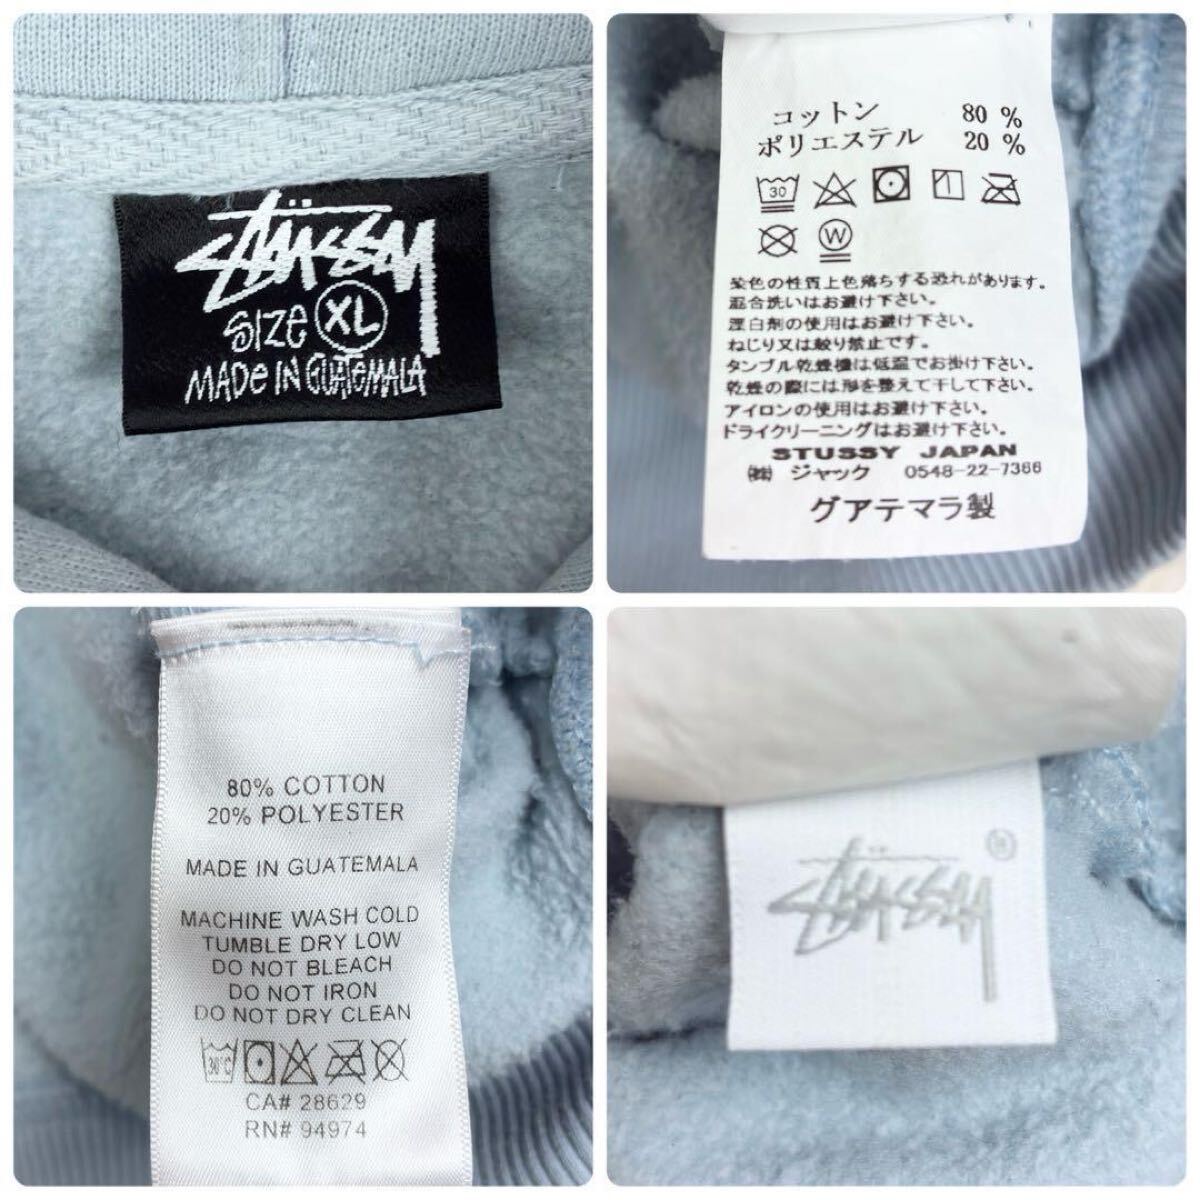 STÜSSY
SIZE XL
MADE IN GUATEMALA
コットン 80 %
ポリエステル 20 %
30
W
染色の性質上色落ちする恐れがあります。
混合洗いはお避け下さい。
漂白剤の使用はお避け下さい。
ねじり又は絞り禁止です。
タンブル乾燥機は低温でお掛け下さい。
乾燥の際には形を整えて干して下さい。
アイロンの使用はお避け下さい。
ドライクリーニングはお避け下さい。
STUSSY JAPAN
㈱ ジャック 0548-22-7366
グアテマラ製
80% COTTON
20% POLYESTER
MADE IN GUATEMALA
MACHINE WASH COLD
TUMBLE DRY LOW
DO NOT BLEACH
DO NOT IRON
DO NOT DRY CLEAN
30°C
CA# 28629
RN# 94974
STÜSSY ®